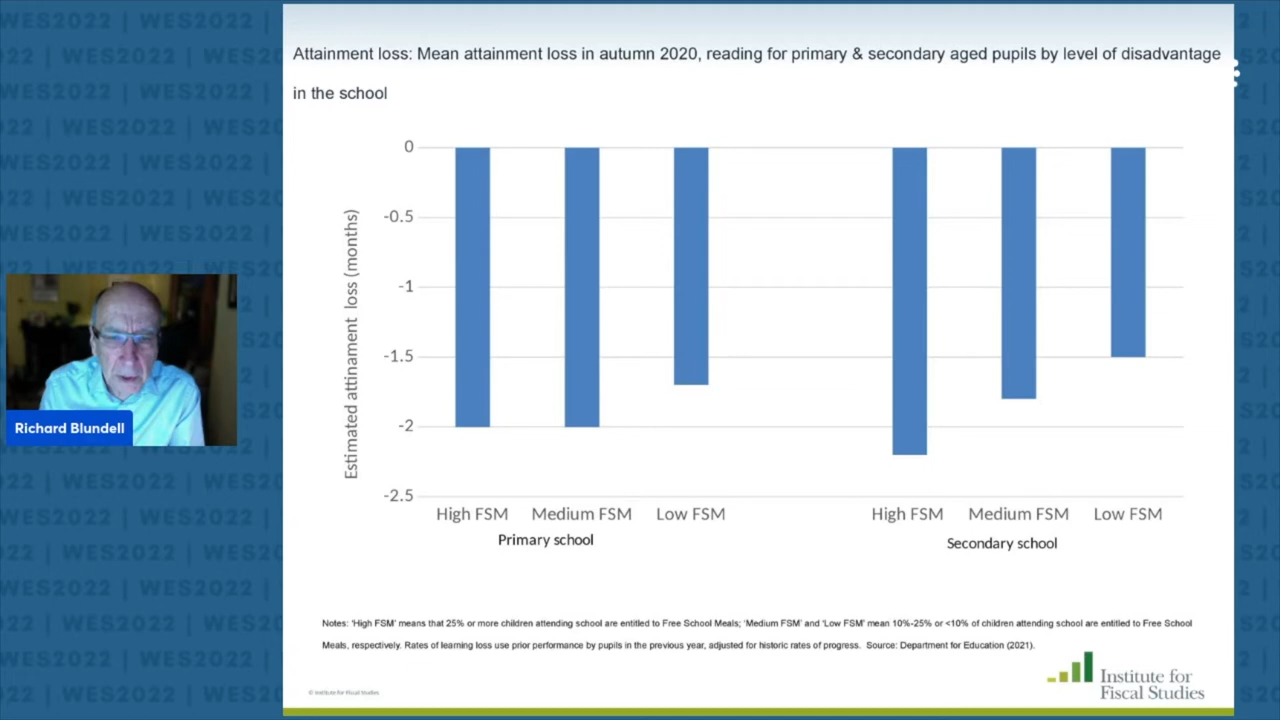 Attainment loss: Mean attainment loss in autumn 2020, reading for primary & secondary aged pupils by level of disadvantage
in the school
0
-0.5
-1
-1.5
-2
-2.5
Estimated attinament loss (months)
High FSM Medium FSM Low FSM
Primary school
High FSM Medium FSM Low FSM
Secondary school
Richard Blundell
Notes: 'High FSM' means that 25% or more children attending school are entitled to Free School Meals; 'Medium FSM' and 'Low FSM' mean 10%-25% or <10% of children attending school are entitled to Free School
Meals, respectively. Rates of learning loss use prior performance by pupils in the previous year, adjusted for historic rates of progress. Source: Department for Education (2021).
© Institute for Fiscal Studies
Institute for
Fiscal Studies
WES2022 | WES2022 |